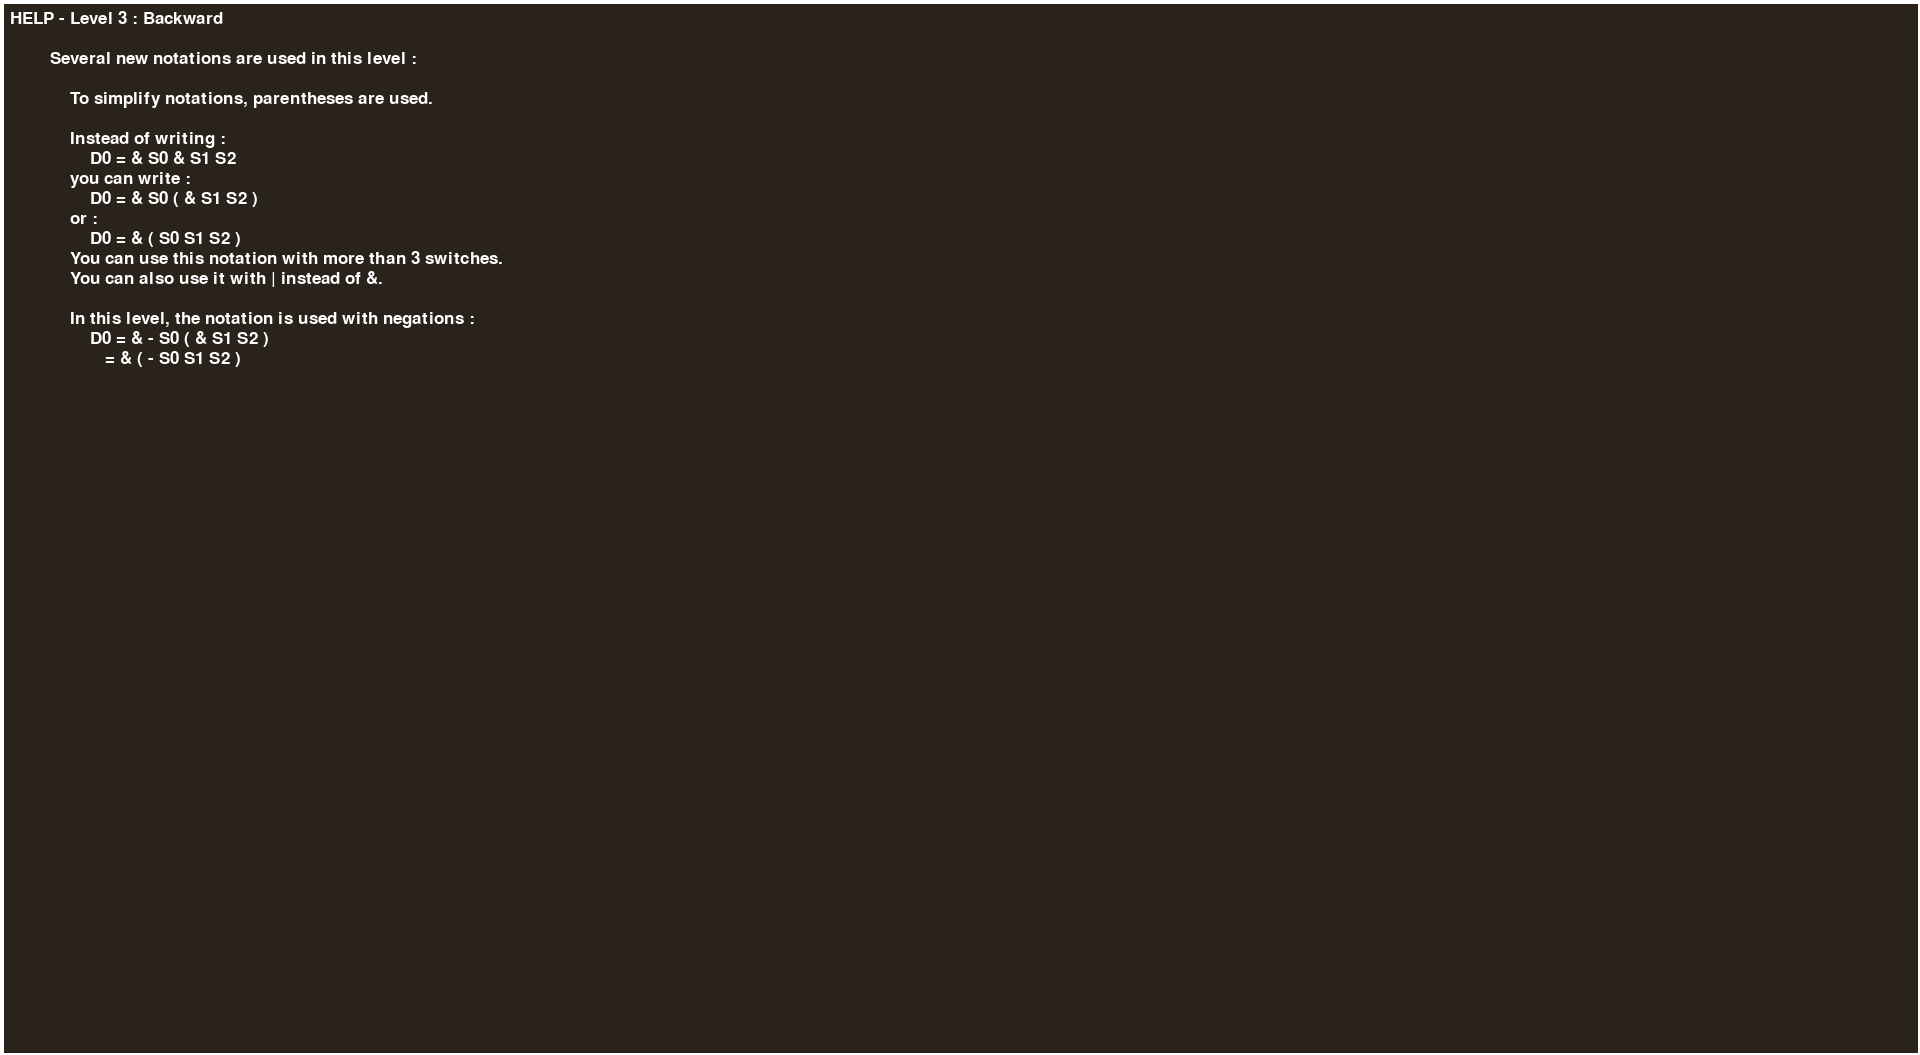 HELP - Level 3 : Backward
Several new notations are used in this level :
To simplify notations, parentheses are used.
Instead of writing :
D0 = & S0 & S1 S2
you can write :
D0 = & S0 ( & S1 S2 )
or :
D0 = & ( S0 S1 S2 )
You can use this notation with more than 3 switches.
You can also use it with | instead of &.
In this level, the notation is used with negations :
D0 = & - S0 ( & S1 S2 )
= & ( - S0 S1 S2 )